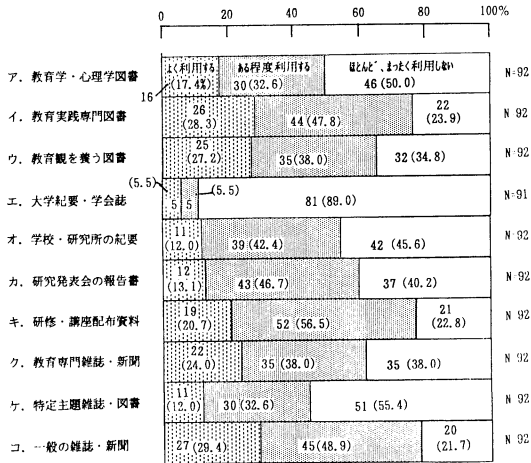 0 20 40 60 80 100%
よく利用する ある程度利用する ほとんど、まったく利用しない
ア．教育学・心理学図書 16 (17.4%) 30(32.6) 46(50.0) N=92
イ．教育実践専門図書 26 (28.3) 44(47.8) 22 (23.9) N 92
ウ．教育観を養う図書 25 (27.2) 35(38.0) 32(34.8) N=92
エ．大学紀要・学会誌 (5.5) 5 5 (5.5) 81(89.0) N=91
オ．学校・研究所の紀要 11 (12.0) 39(42.4) 42(45.6) N=92
カ．研究発表会の報告書 12 (13.1) 43(46.7) 37(40.2) N=92
キ．研修・講座配布資料 19 (20.7) 52(56.5) 21 (22.8) N 92
ク．教育専門雑誌・新聞 22 (24.0) 35(38.0) 35(38.0) N=92
ケ．特定主題雑誌・図書 11 (12.0) 30(32.6) 51(55.4) N=92
コ．一般の雑誌・新聞 27(29.4) 45(48.9) 20 (21.7) N 92